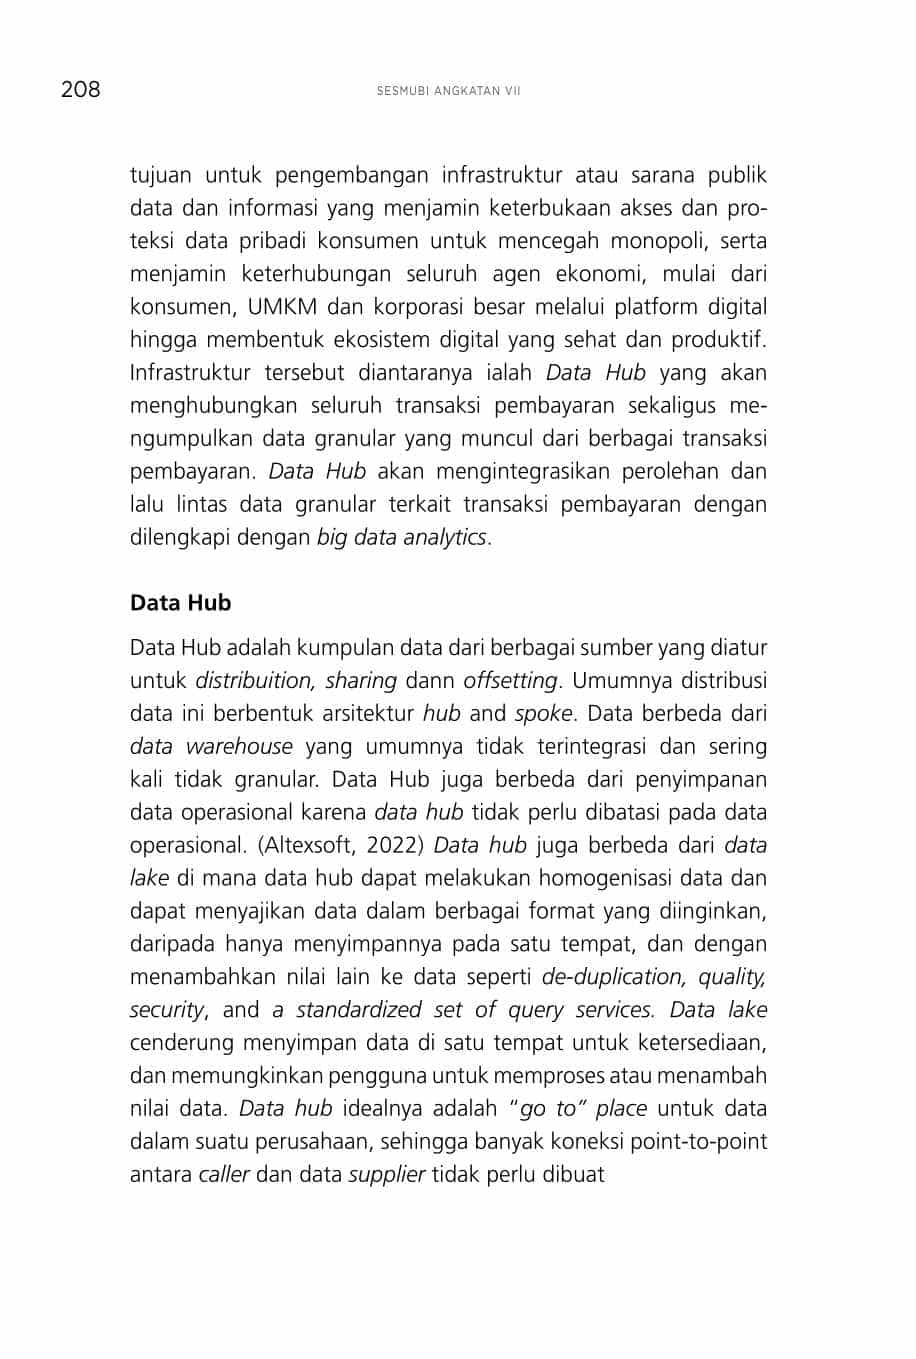 208
SESMUBI ANGKATAN VII
tujuan untuk pengembangan infrastruktur atau sarana publik
data dan informasi yang menjamin keterbukaan akses dan pro-
teksi data pribadi konsumen untuk mencegah monopoli, serta
menjamin keterhubungan seluruh agen ekonomi, mulai dari
konsumen, UMKM dan korporasi besar melalui platform digital
hingga membentuk ekosistem digital yang sehat dan produktif.
Infrastruktur tersebut diantaranya ialah Data Hub yang akan
menghubungkan seluruh transaksi pembayaran sekaligus me-
ngumpulkan data granular yang muncul dari berbagai transaksi
pembayaran. Data Hub akan mengintegrasikan perolehan dan
lalu lintas data granular terkait transaksi pembayaran dengan
dilengkapi dengan big data analytics.
Data Hub
Data Hub adalah kumpulan data dari berbagai sumber yang diatur
untuk distribuition, sharing dann offsetting. Umumnya distribusi
data ini berbentuk arsitektur hub and spoke. Data berbeda dari
data warehouse yang umumnya tidak terintegrasi dan sering
kali tidak granular. Data Hub juga berbeda dari penyimpanan
data operasional karena data hub tidak perlu dibatasi pada data
operasional. (Altexsoft, 2022) Data hub juga berbeda dari data
lake di mana data hub dapat melakukan homogenisasi data dan
dapat menyajikan data dalam berbagai format yang diinginkan,
daripada hanya menyimpannya pada satu tempat, dan dengan
menambahkan nilai lain ke data seperti de-duplication, quality,
security, and a standardized set of query services. Data lake
cenderung menyimpan data di satu tempat untuk ketersediaan,
dan memungkinkan pengguna untuk memproses atau menambah
nilai data. Data hub idealnya adalah “go to” place untuk data
dalam suatu perusahaan, sehingga banyak koneksi point-to-point
antara caller dan data supplier tidak perlu dibuat